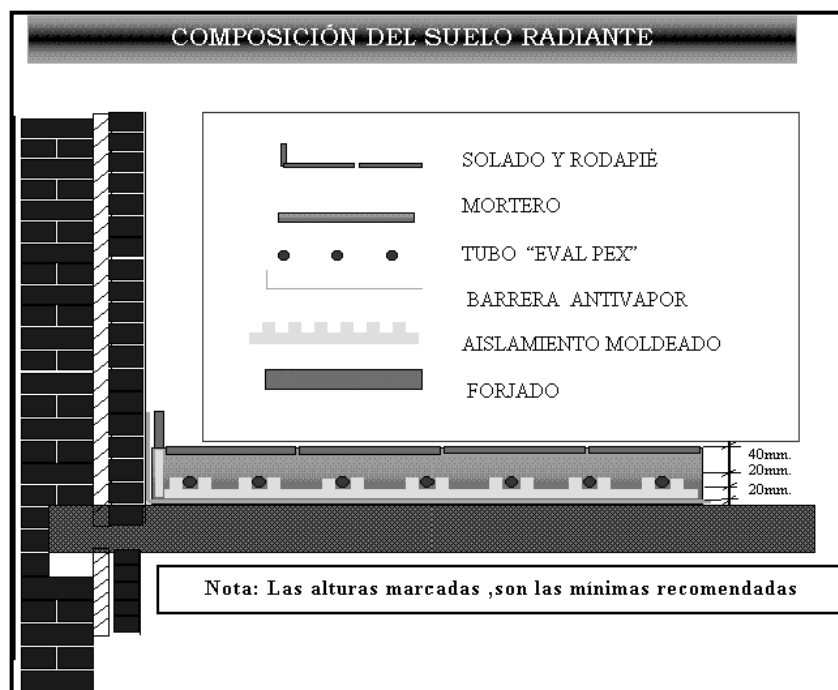 COMPOSICIÓN DEL SUELO RADIANTE
SOLADO Y RODAPIÉ
MORTERO
TUBO “EVAL PEX”
BARRERA ANTIVAPOR
AISLAMIENTO MOLDEADO
FORJADO
40mm.
20mm.
20mm.
Nota: Las alturas marcadas ,son las mínimas recomendadas